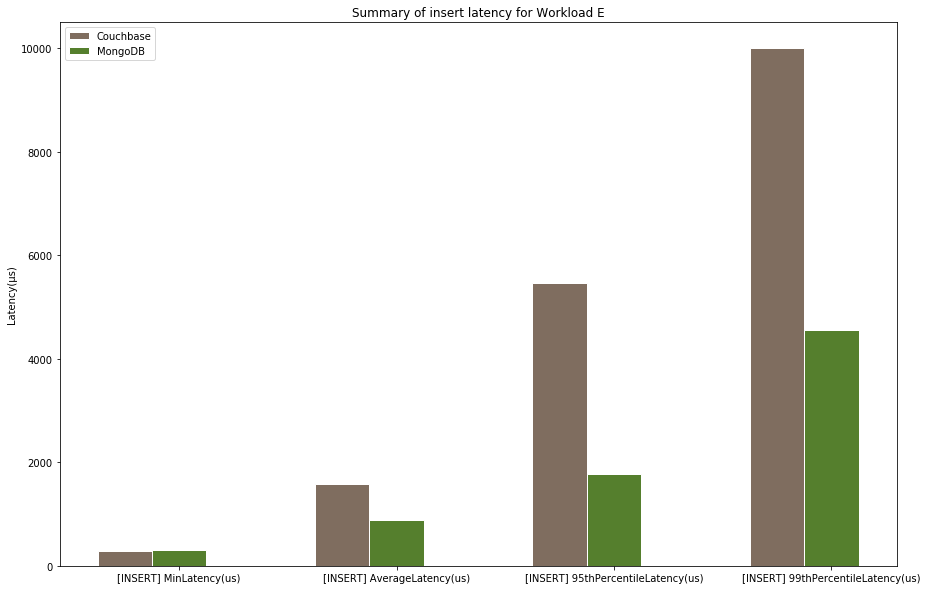 Summary of insert latency for Workload E
Couchbase
MongoDB
10000
8000
6000
4000
2000
0
Latency(μs)
[INSERT] MinLatency(us)
[INSERT] AverageLatency(us)
[INSERT] 95thPercentileLatency(us)
[INSERT] 99thPercentileLatency(us)